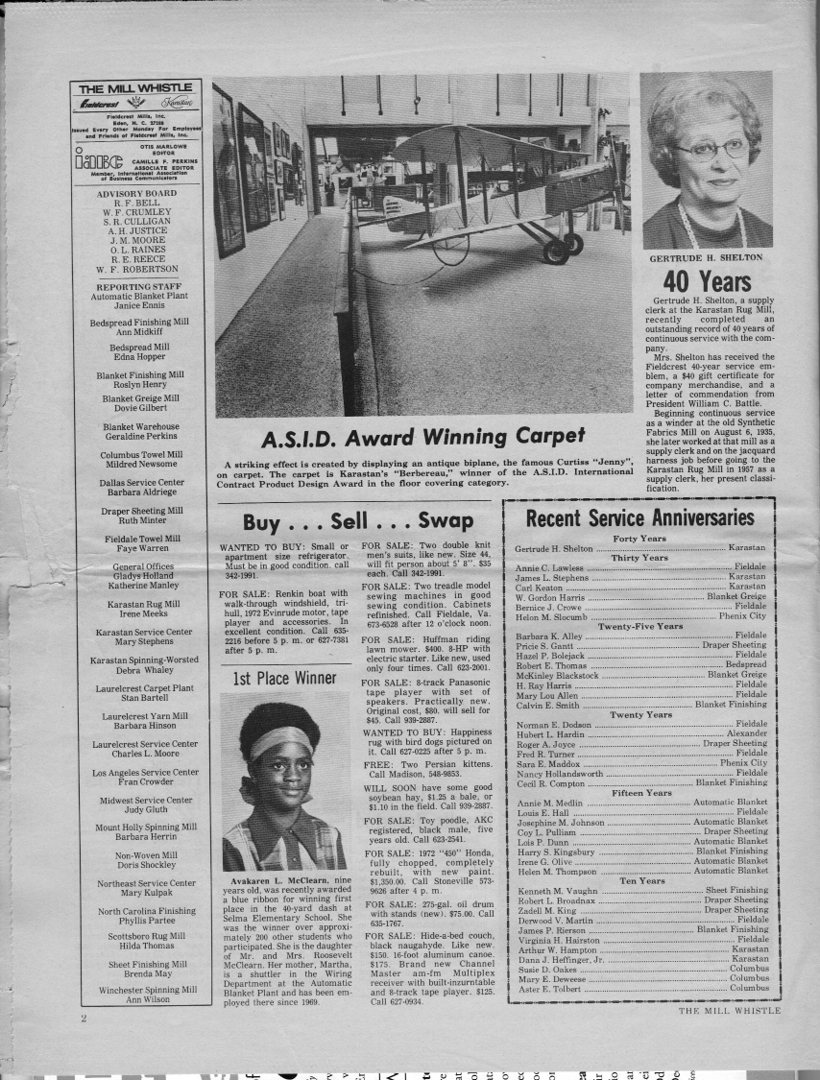 THE MILL WHISTLE
Fieldcrest Karastan
Fieldcrest Mills, Inc.
Eden, N. C. 27288
Issued Every Other Monday For Employees
and Friends of Fieldcrest Mills, Inc.
OTIS MARLOWE
EDITOR
CAMILLE P. PERKINS
ASSOCIATE EDITOR
Member, International Association
of Business Communicators
ADVISORY BOARD
R. F. BELL
W. F. CRUMLEY
S. R. CULLIGAN
A. H. JUSTICE
J. M. MOORE
O. L. RAINES
R. E. REECE
W. F. ROBERTSON
REPORTING STAFF
Automatic Blanket Plant
Janice Ennis
Bedspread Finishing Mill
Ann Midkiff
Bedspread Mill
Edna Hopper
Blanket Finishing Mill
Roslyn Henry
Blanket Greige Mill
Dovie Gilbert
Blanket Warehouse
Geraldine Perkins
Columbus Towel Mill
Mildred Newsome
Dallas Service Center
Barbara Aldriege
Draper Sheeting Mill
Ruth Minter
Fieldale Towel Mill
Faye Warren
General Offices
Gladys Holland
Katherine Manley
Karastan Rug Mill
Irene Meeks
Karastan Service Center
Mary Stephens
Karastan Spinning-Worsted
Debra Whaley
Laurelcrest Carpet Plant
Stan Bartell
Laurelcrest Yarn Mill
Barbara Hinson
Laurelcrest Service Center
Charles L. Moore
Los Angeles Service Center
Fran Crowder
Midwest Service Center
Judy Gluth
Mount Holly Spinning Mill
Barbara Herrin
Non-Woven Mill
Doris Shockley
Northeast Service Center
Mary Kulpak
North Carolina Finishing
Phyllis Partee
Scottsboro Rug Mill
Hilda Thomas
Sheet Finishing Mill
Brenda May
Winchester Spinning Mill
Ann Wilson
A.S.I.D. Award Winning Carpet
A striking effect is created by displaying an antique biplane, the famous Curtiss "Jenny",
on carpet. The carpet is Karastan's "Berbereau," winner of the A.S.I.D. International
Contract Product Design Award in the floor covering category.
GERTRUDE H. SHELTON
40 Years
Gertrude H. Shelton, a supply
clerk at the Karastan Rug Mill,
recently completed an
outstanding record of 40 years of
continuous service with the com-
pany.
Mrs. Shelton has received the
Fieldcrest 40-year service em-
blem, a $40 gift certificate for
company merchandise, and a
letter of commendation from
President William C. Battle.
Beginning continuous service
as a winder at the old Synthetic
Fabrics Mill on August 6, 1935,
she later worked at that mill as a
supply clerk and on the jacquard
harness job before going to the
Karastan Rug Mill in 1957 as a
supply clerk, her present classi-
fication.
Buy . . . Sell . . . Swap
WANTED TO BUY: Small or
apartment size refrigerator.
Must be in good condition. call
342-1991.
FOR SALE: Renkin boat with
walk-through windshield, tri-
hull, 1972 Evinrude motor, tape
player and accessories. In
excellent condition. Call 635-
2216 before 5 p. m. or 627-7381
after 5 p. m.
1st Place Winner
Avakaren L. McClearn, nine
years old, was recently awarded
a blue ribbon for winning first
place in the 40-yard dash at
Selma Elementary School. She
was the winner over approxi-
mately 200 other students who
participated. She is the daughter
of Mr. and Mrs. Roosevelt
McClearn. Her mother, Martha,
is a shuttler in the Wiring
Department at the Automatic
Blanket Plant and has been em-
ployed there since 1969.
FOR SALE: Two double knit
men's suits, like new. Size 44,
will fit person about 5' 8". $35
each. Call 342-1991.
FOR SALE: Two treadle model
sewing machines in good
sewing condition. Cabinets
refinished. Call Fieldale, Va.
673-6528 after 12 o'clock noon.
FOR SALE: Huffman riding
lawn mower. $400. 8-HP with
electric starter. Like new, used
only four times. Call 623-2001.
FOR SALE: 8-track Panasonic
tape player with set of
speakers. Practically new.
Original cost, $80. will sell for
$45. Call 939-2887.
WANTED TO BUY: Happiness
rug with bird dogs pictured on
it. Call 627-0225 after 5 p. m.
FREE: Two Persian kittens.
Call Madison, 548-9853.
WILL SOON have some good
soybean hay, $1.25 a bale, or
$1.10 in the field. Call 939-2887.
FOR SALE: Toy poodle, AKC
registered, black male, five
years old. Call 623-2541.
FOR SALE: 1972 "450" Honda,
fully chopped, completely
rebuilt, with new paint.
$1,350.00. Call Stoneville 573-
9626 after 4 p. m.
FOR SALE: 275-gal. oil drum
with stands (new). $75.00. Call
635-1767.
FOR SALE: Hide-a-bed couch,
black naugahyde. Like new.
$150. 16-foot aluminum canoe.
$175. Brand new Channel
Master am-fm Multiplex
receiver with built-inzurntable
and 8-track tape player. $125.
Call 627-0934.
Recent Service Anniversaries
Forty Years
Gertrude H. Shelton Karastan
Thirty Years
Annie C. Lawless Fieldale
James L. Stephens Karastan
Carl Keaton Karastan
W. Gordon Harris Blanket Greige
Bernice J. Crowe Fieldale
Helon M. Slocumb Phenix City
Twenty-Five Years
Barbara K. Alley Fieldale
Pricie S. Gantt Draper Sheeting
Hazel P. Bolejack Fieldale
Robert E. Thomas Bedspread
McKinley Blackstock Blanket Greige
H. Ray Harris Fieldale
Mary Lou Allen Fieldale
Calvin E. Smith Blanket Finishing
Twenty Years
Norman E. Dodson Fieldale
Hubert L. Hardin Alexander
Roger A. Joyce Draper Sheeting
Fred R. Turner Fieldale
Sara E. Maddox Phenix City
Nancy Hollandsworth Fieldale
Cecil R. Compton Blanket Finishing
Fifteen Years
Annie M. Medlin Automatic Blanket
Louis E. Hall Fieldale
Josephine M. Johnson Automatic Blanket
Coy L. Pulliam Draper Sheeting
Lois P. Dunn Automatic Blanket
Harry S. Kingsbury Blanket Finishing
Irene G. Olive Automatic Blanket
Helen M. Thompson Automatic Blanket
Ten Years
Kenneth M. Vaughn Sheet Finishing
Robert L. Broadnax Draper Sheeting
Zadell M. King Draper Sheeting
Derwood V. Martin Fieldale
James P. Rierson Blanket Finishing
Virginia H. Hairston Fieldale
Arthur W. Hampton Karastan
Dana J. Heffinger, Jr. Karastan
Susie D. Oakes Columbus
Mary E. Deweese Columbus
Aster E. Tolbert Columbus
2
THE MILL WHISTLE